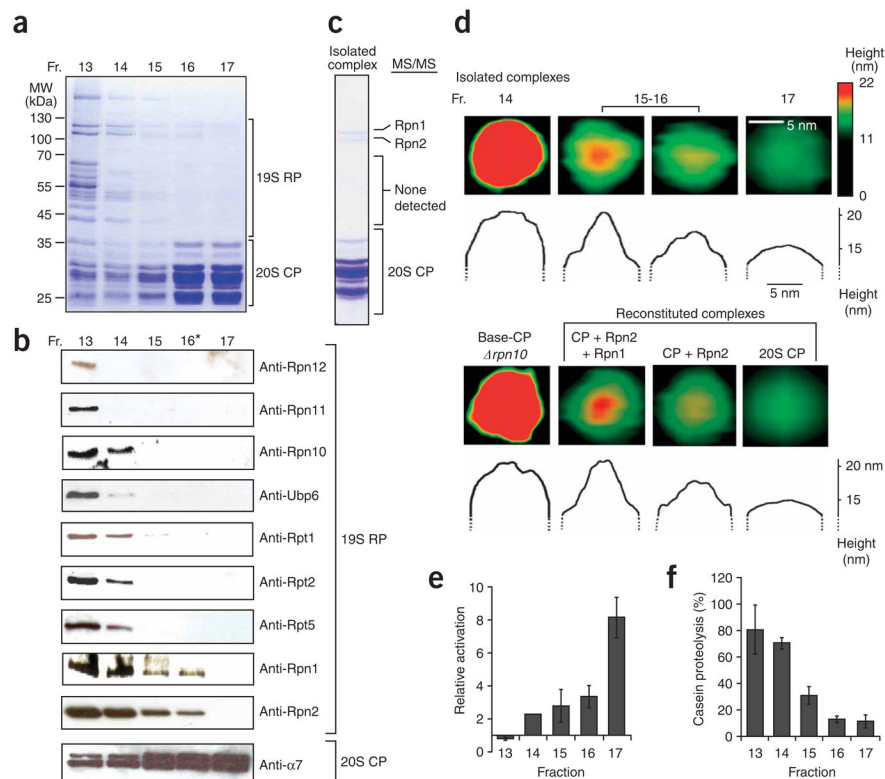 a
Fr. 13 14 15 16 17
MW
(kDa)
130
100
70
55
45
35
25
19S RP
20S CP
b
Fr. 13 14 15 16* 17
Anti-Rpn12
Anti-Rpn11
Anti-Rpn10
Anti-Ubp6
Anti-Rpt1
Anti-Rpt2
Anti-Rpt5
Anti-Rpn1
Anti-Rpn2
Anti-α7
19S RP
20S CP
c
Isolated
complex
MS/MS
Rpn1
Rpn2
None
detected
20S CP
d
Height
(nm)
Isolated complexes
Fr. 14 15-16 17
5 nm
22
11
0
20
15
5 nm
Height
(nm)
Reconstituted complexes
Base-CP
Δrpn10
CP + Rpn2
+ Rpn1
CP + Rpn2
20S CP
20 nm
15
Height
(nm)
e
Relative activation
10
8
6
4
2
1
0
13 14 15 16 17
Fraction
f
Casein proteolysis (%)
120
100
80
60
40
20
0
13 14 15 16 17
Fraction